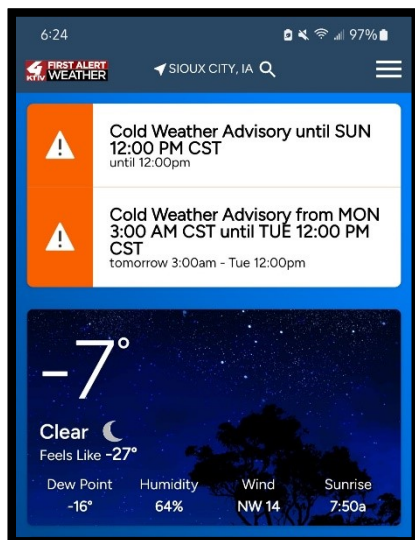 6:24
97%
4 KTIV FIRST ALERT
WEATHER
SIOUX CITY, IA
Cold Weather Advisory until SUN
12:00 PM CST
until 12:00pm
Cold Weather Advisory from MON
3:00 AM CST until TUE 12:00 PM
CST
tomorrow 3:00am - Tue 12:00pm
-7°
Clear
Feels Like -27°
Dew Point Humidity Wind Sunrise
-16° 64% NW 14 7:50a